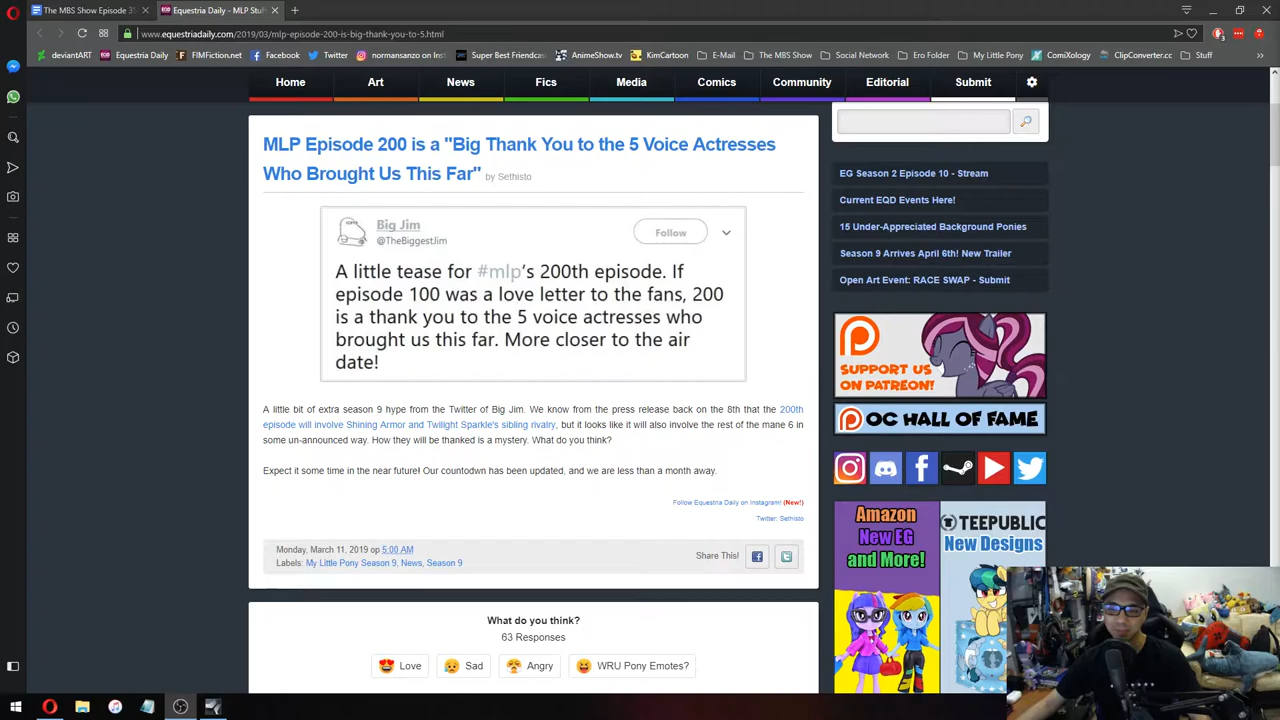 The MBS Show Episode 3
Equestria Daily - MLP Stuf
www.equestriadaily.com/2019/03/mlp-episode-200-is-big-thank-you-to-5.html
deviantART Equestria Daily FIMFiction.net Facebook Twitter normansanzo on Inst Super Best Friendcas AnimeShow.tv KimCartoon E-Mail The MBS Show Social Network Ero Folder My Little Pony ComiXology ClipConverter.cc Stuff
Home Art News Fics Media Comics Community Editorial Submit
MLP Episode 200 is a "Big Thank You to the 5 Voice Actresses
Who Brought Us This Far" by Sethisto
Big Jim
@TheBiggestJim
Follow
A little tease for #mlp's 200th episode. If
episode 100 was a love letter to the fans, 200
is a thank you to the 5 voice actresses who
brought us this far. More closer to the air
date!
A little bit of extra season 9 hype from the Twitter of Big Jim. We know from the press release back on the 8th that the 200th
episode will involve Shining Armor and Twilight Sparkle's sibling rivalry, but it looks like it will also involve the rest of the mane 6 in
some un-announced way. How they will be thanked is a mystery. What do you think?
Expect it some time in the near future! Our countodwn has been updated, and we are less than a month away.
Follow Equestria Daily on Instagram! (New!)
Twitter: Sethisto
Monday, March 11, 2019 op 5:00 AM
Labels: My Little Pony Season 9, News, Season 9
Share This!
What do you think?
63 Responses
Love
Sad
Angry
WRU Pony Emotes?
EG Season 2 Episode 10 - Stream
Current EQD Events Here!
15 Under-Appreciated Background Ponies
Season 9 Arrives April 6th! New Trailer
Open Art Event: RACE SWAP - Submit
SUPPORT US
ON PATREON!
OC HALL OF FAME
Amazon
New EG
and More!
TEEPUBLIC
New Designs